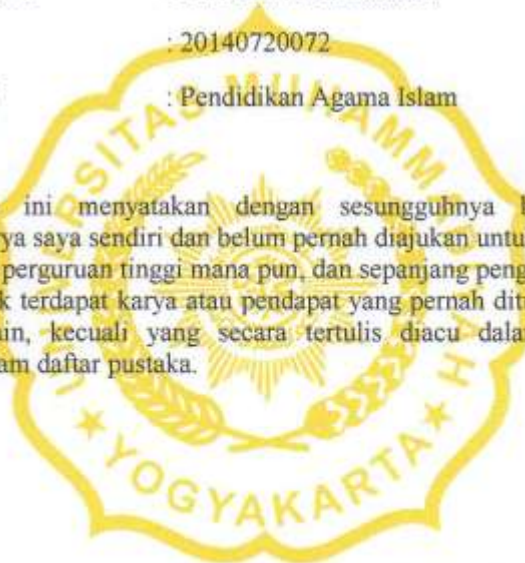 : 20140720072
: Pendidikan Agama Islam
ini menyatakan dengan sesungguhnya
ya saya sendiri dan belum pernah diajukan untu
perguruan tinggi mana pun, dan sepanjang peng
k terdapat karya atau pendapat yang pernah dit
in, kecuali yang secara tertulis diacu dala
am daftar pustaka.
UNIVERSITAS MUHAMMADIYAH
YOGYAKARTA